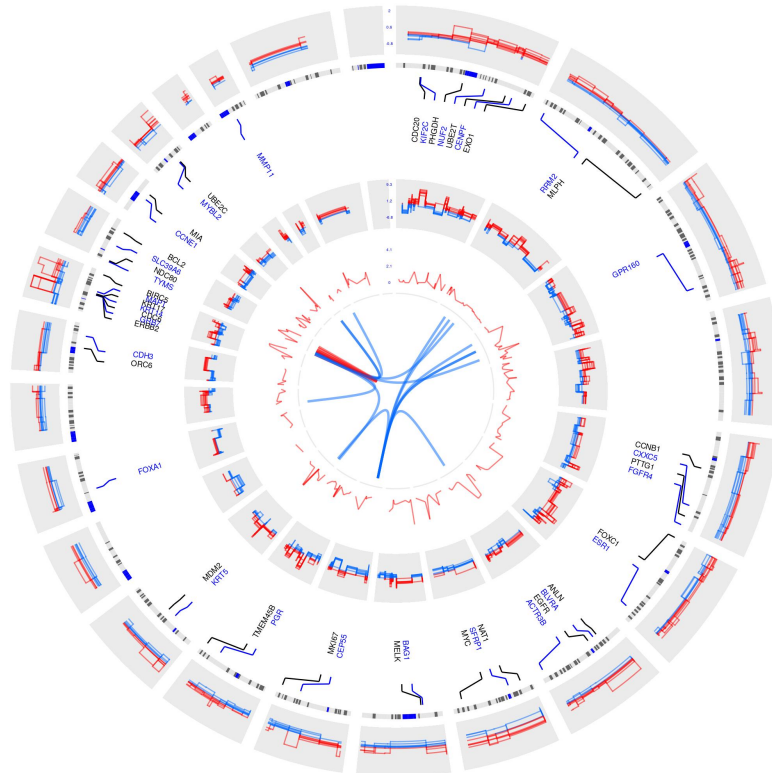 CDC20
KIF2C
PHGDH
NUF2
UBE2T
CENPF
EXO1
RRM2
MLPH
GPR160
CCNB1
CXXC5
PTTG1
FGFR4
FOXC1
ESR1
ANLN
BLVRA
EGFR
ACTR3B
NAT1
SFRP1
MYC
BAG1
MELK
MKI67
CEP55
TMEM45B
PGR
MDM2
KRT5
FOXA1
CDH3
ORC6
BIRC5
ERBB2
BCL2
SLC39A6
NDC80
TYMS
MIA
CCNE1
UBE2C
MYBL2
MMP11